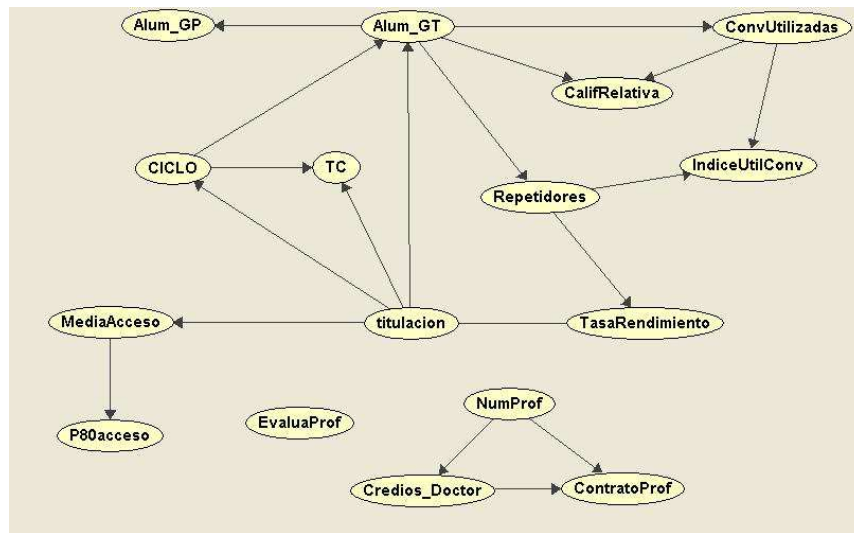 Alum_GP
Alum_GT
ConvUtilizadas
CalifRelativa
CICLO
TC
IndiceUtilConv
Repetidores
MediaAcceso
titulacion
TasaRendimiento
NumProf
EvaluaProf
P80acceso
Credios_Doctor
ContratoProf